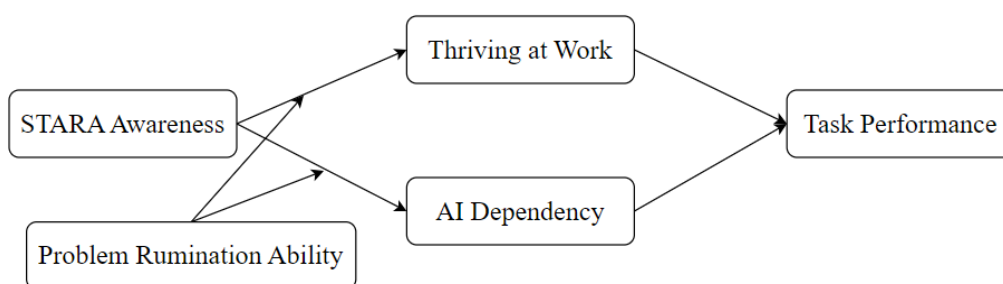 Thriving at Work
STARA Awareness
Task Performance
AI Dependency
Problem Rumination Ability